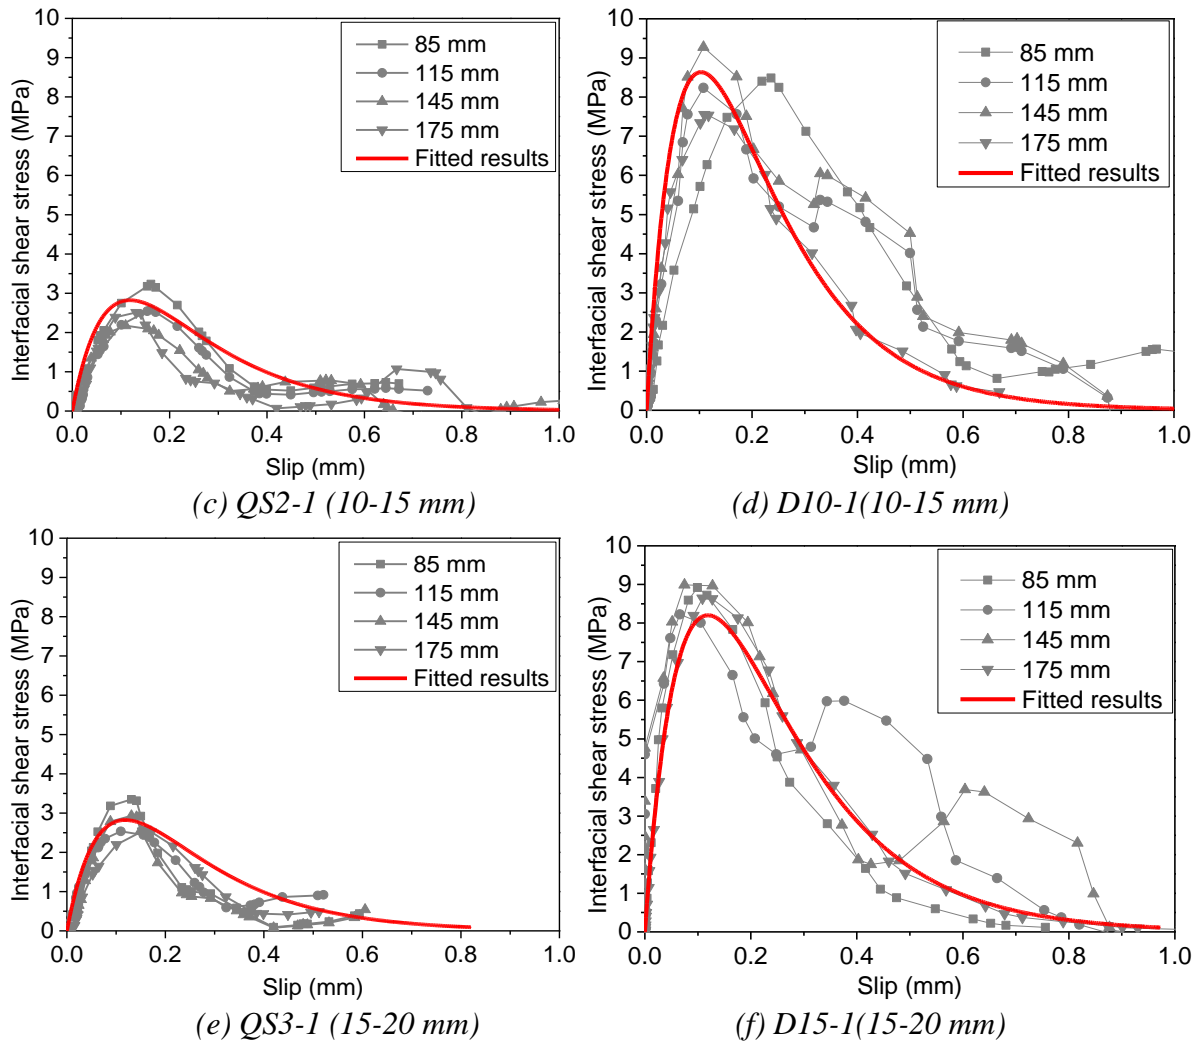 10
9
8
7
6
5
4
3
2
1
0
Interfacial shear stress (MPa)
85 mm
115 mm
145 mm
175 mm
Fitted results
0.0 0.2 0.4 0.6 0.8 1.0
Slip (mm)
(c) QS2-1 (10-15 mm)
10
9
8
7
6
5
4
3
2
1
0
Interfacial shear stress (MPa)
85 mm
115 mm
145 mm
175 mm
Fitted results
0.0 0.2 0.4 0.6 0.8 1.0
Slip (mm)
(d) D10-1(10-15 mm)
10
9
8
7
6
5
4
3
2
1
0
Interfacial shear stress (MPa)
85 mm
115 mm
145 mm
175 mm
Fitted results
0.0 0.2 0.4 0.6 0.8 1.0
Slip (mm)
(e) QS3-1 (15-20 mm)
10
9
8
7
6
5
4
3
2
1
0
Interfacial shear stress (MPa)
85 mm
115 mm
145 mm
175 mm
Fitted results
0.0 0.2 0.4 0.6 0.8 1.0
Slip (mm)
(f) D15-1(15-20 mm)